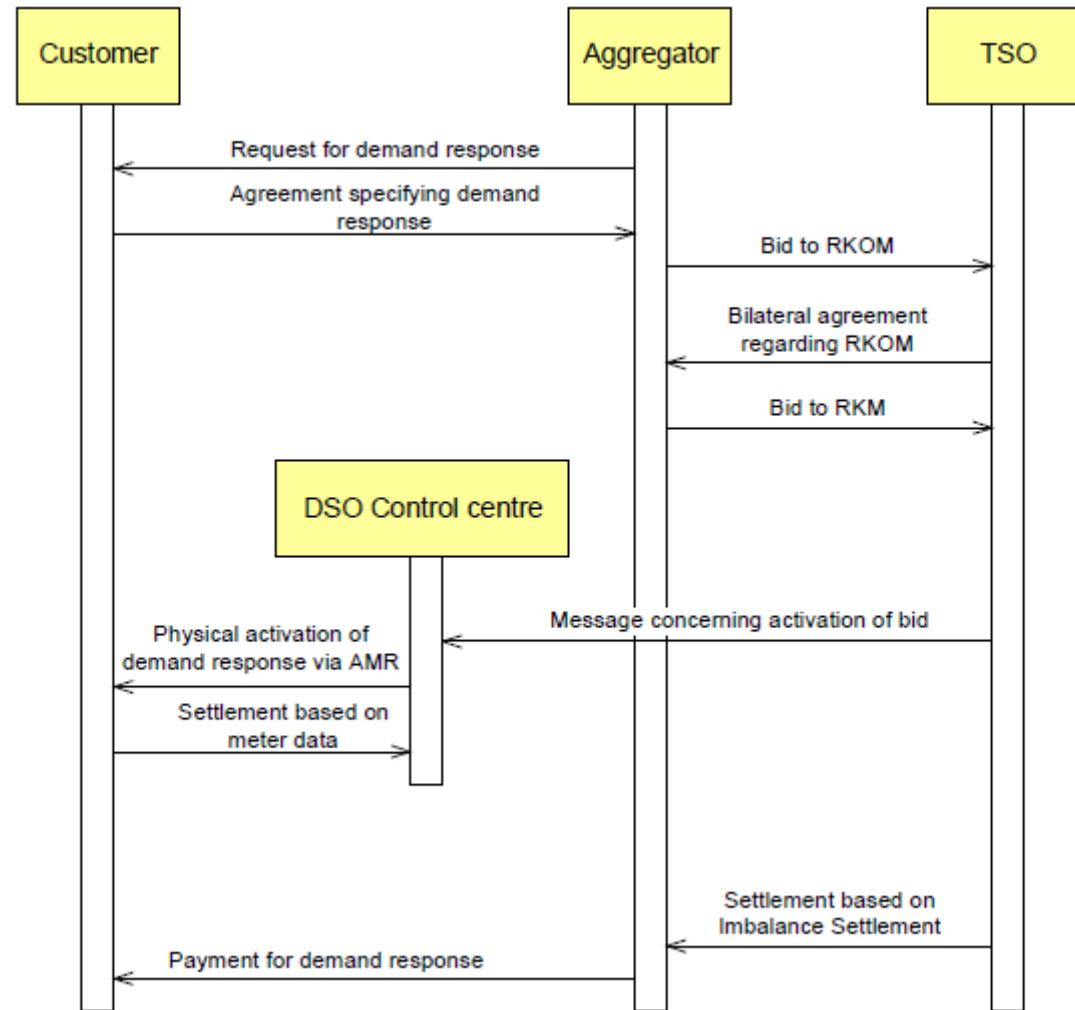 Customer
Aggregator
TSO
Request for demand response
Agreement specifying demand
response
Bid to RKOM
Bilateral agreement
regarding RKOM
Bid to RKM
DSO Control centre
Message concerning activation of bid
Physical activation of
demand response via AMR
Settlement based on
meter data
Settlement based on
Imbalance Settlement
Payment for demand response